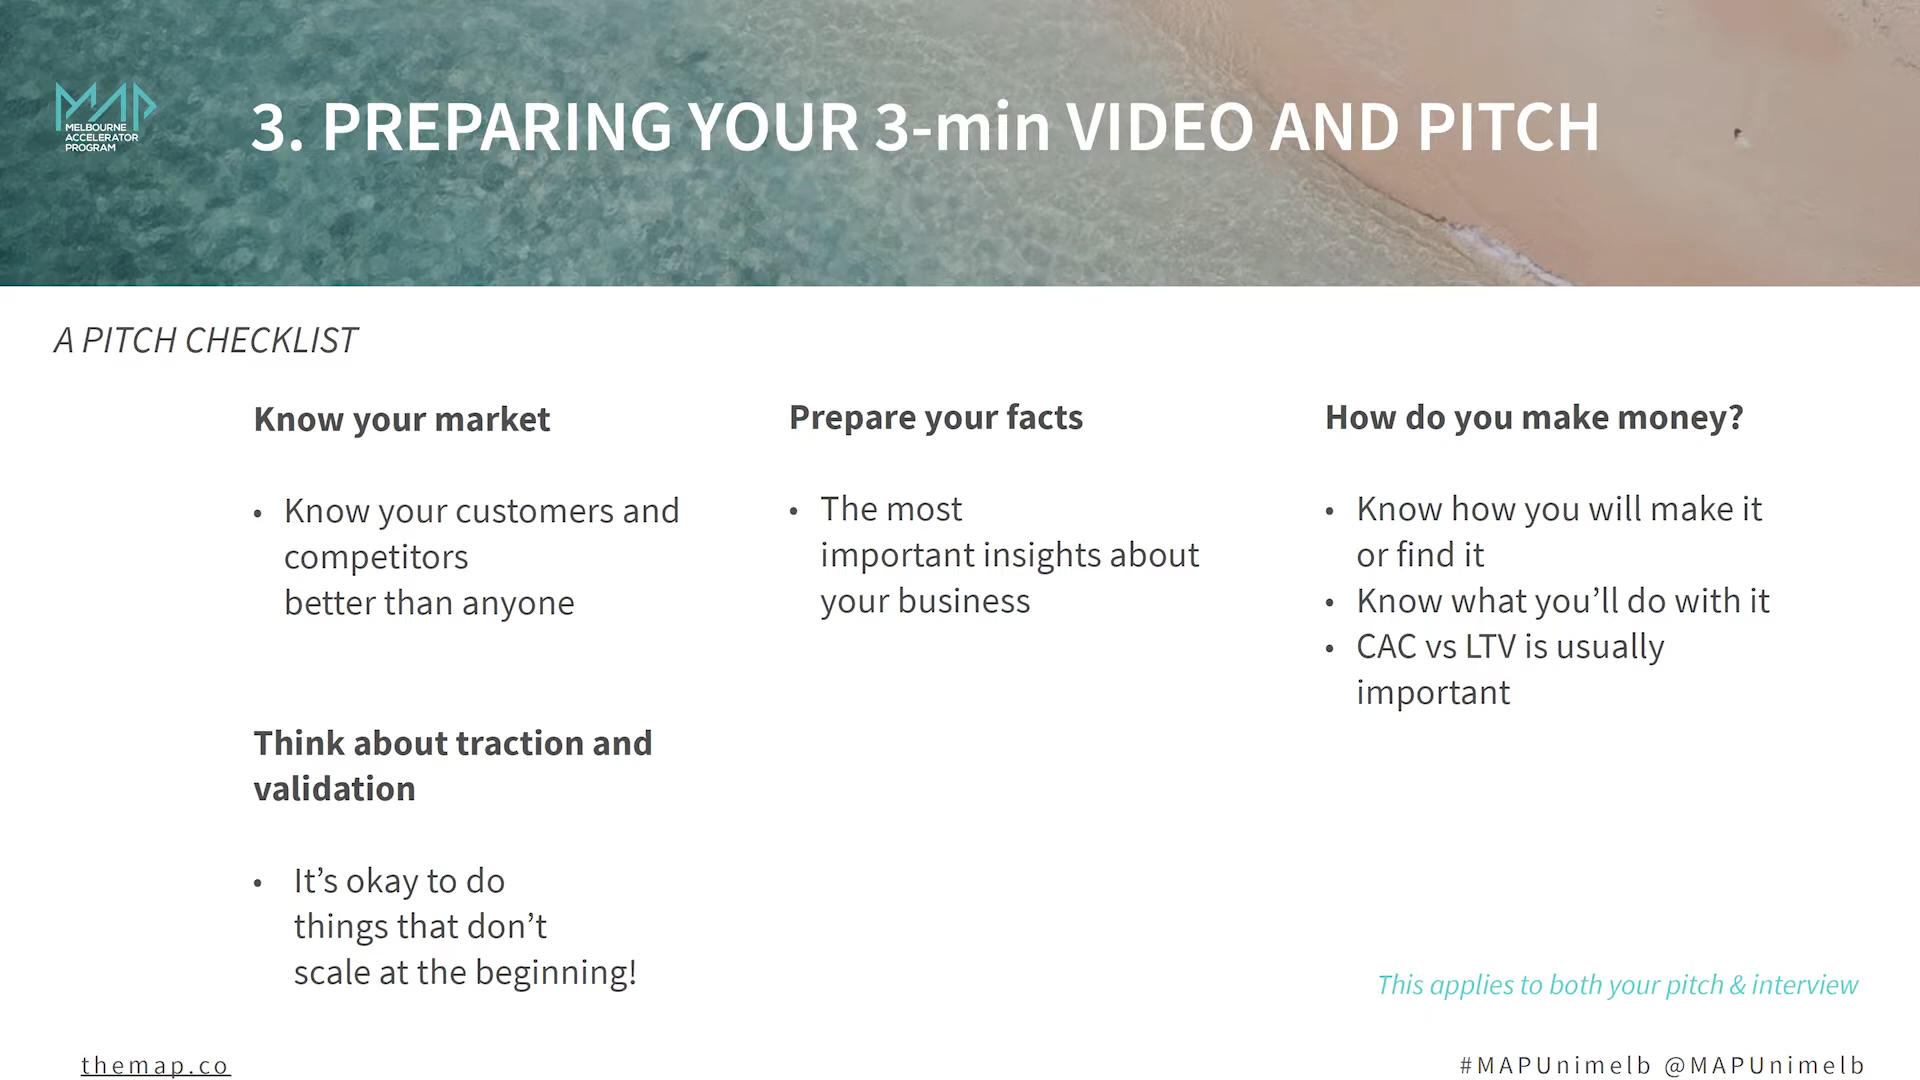 MAP
MELBOURNE
ACCELERATOR
PROGRAM
3. PREPARING YOUR 3-min VIDEO AND PITCH
A PITCH CHECKLIST
Know your market
• Know your customers and
competitors
better than anyone
Prepare your facts
• The most
important insights about
your business
How do you make money?
• Know how you will make it
or find it
• Know what you’ll do with it
• CAC vs LTV is usually
important
Think about traction and
validation
• It’s okay to do
things that don’t
scale at the beginning!
This applies to both your pitch & interview
themap.co
#MAPUnimelb @MAPUnimelb